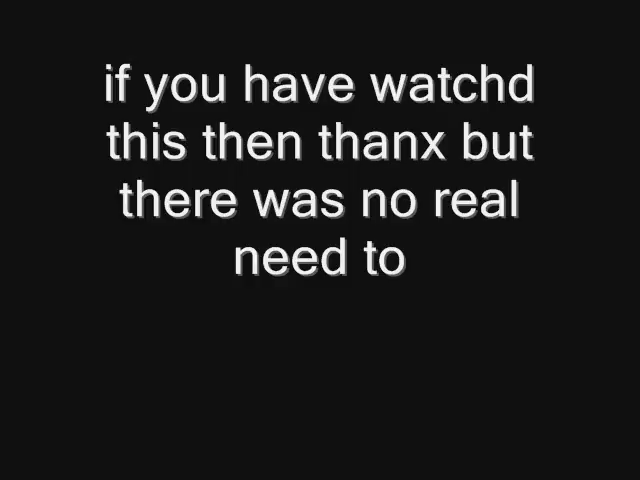 if you have watchd
this then thanx but
there was no real
need to